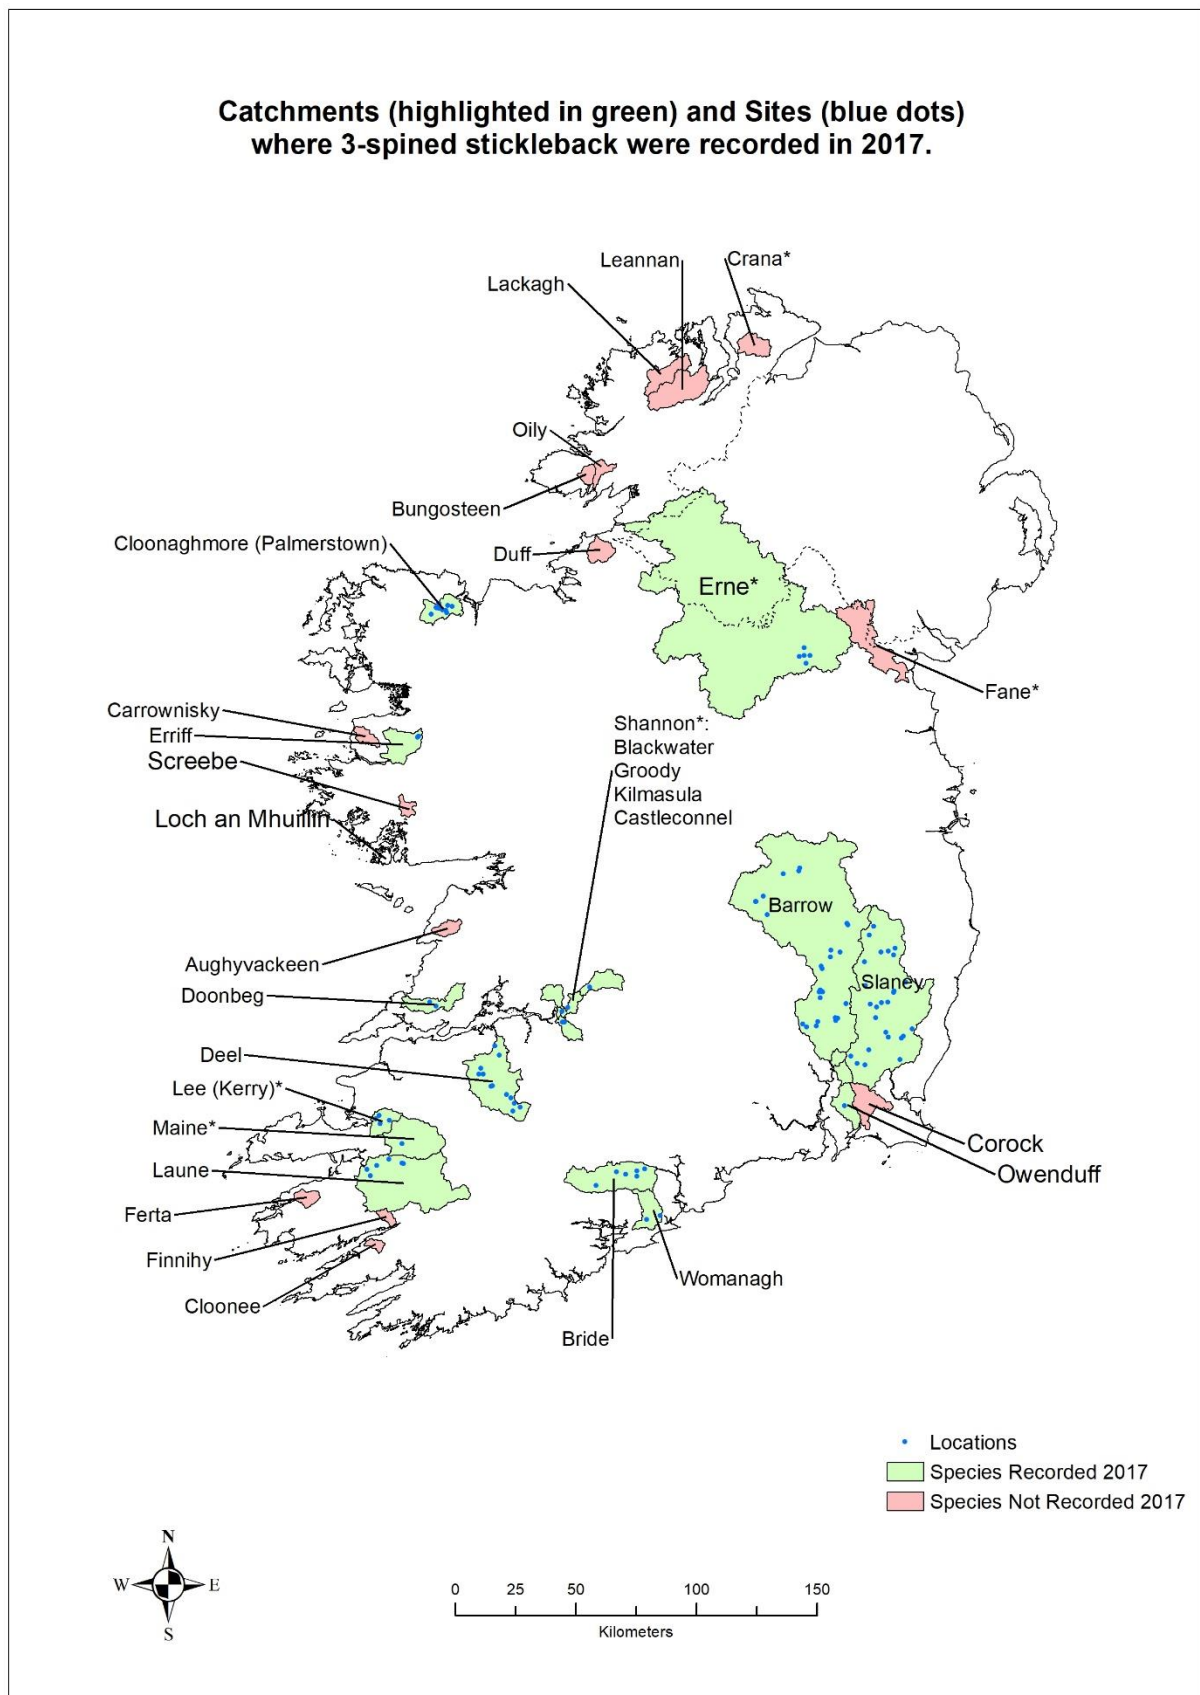 Catchments (highlighted in green) and Sites (blue dots)
where 3-spined stickleback were recorded in 2017.
Crana*
Leannan
Lackagh
Oily
Bungosteen
Cloonaghmore (Palmerstown)
Duff
Erne*
Fane*
Carrownisky
Erriff
Screebe
Loch an Mhuilin
Shannon*:
Blackwater
Groody
Kilmasula
Castleconnel
Barrow
Slaney
Aughyvackeen
Doonbeg
Deel
Lee (Kerry)*
Maine*
Laune
Ferta
Finnihy
Cloonee
Corock
Owenduff
Womanagh
Bride
Locations
Species Recorded 2017
Species Not Recorded 2017
N
W E
S
0 25 50 100 150
Kilometers